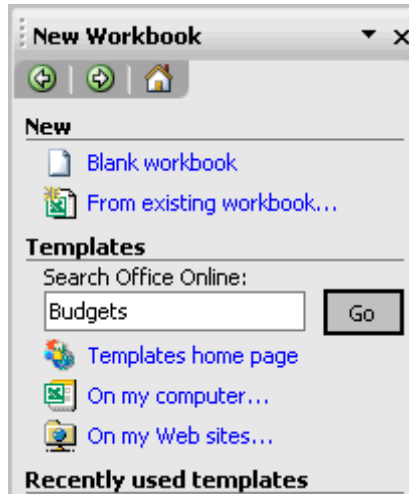 New Workbook
New
Blank workbook
From existing workbook...
Templates
Search Office Online:
Budgets Go
Templates home page
On my computer...
On my Web sites...
Recently used templates